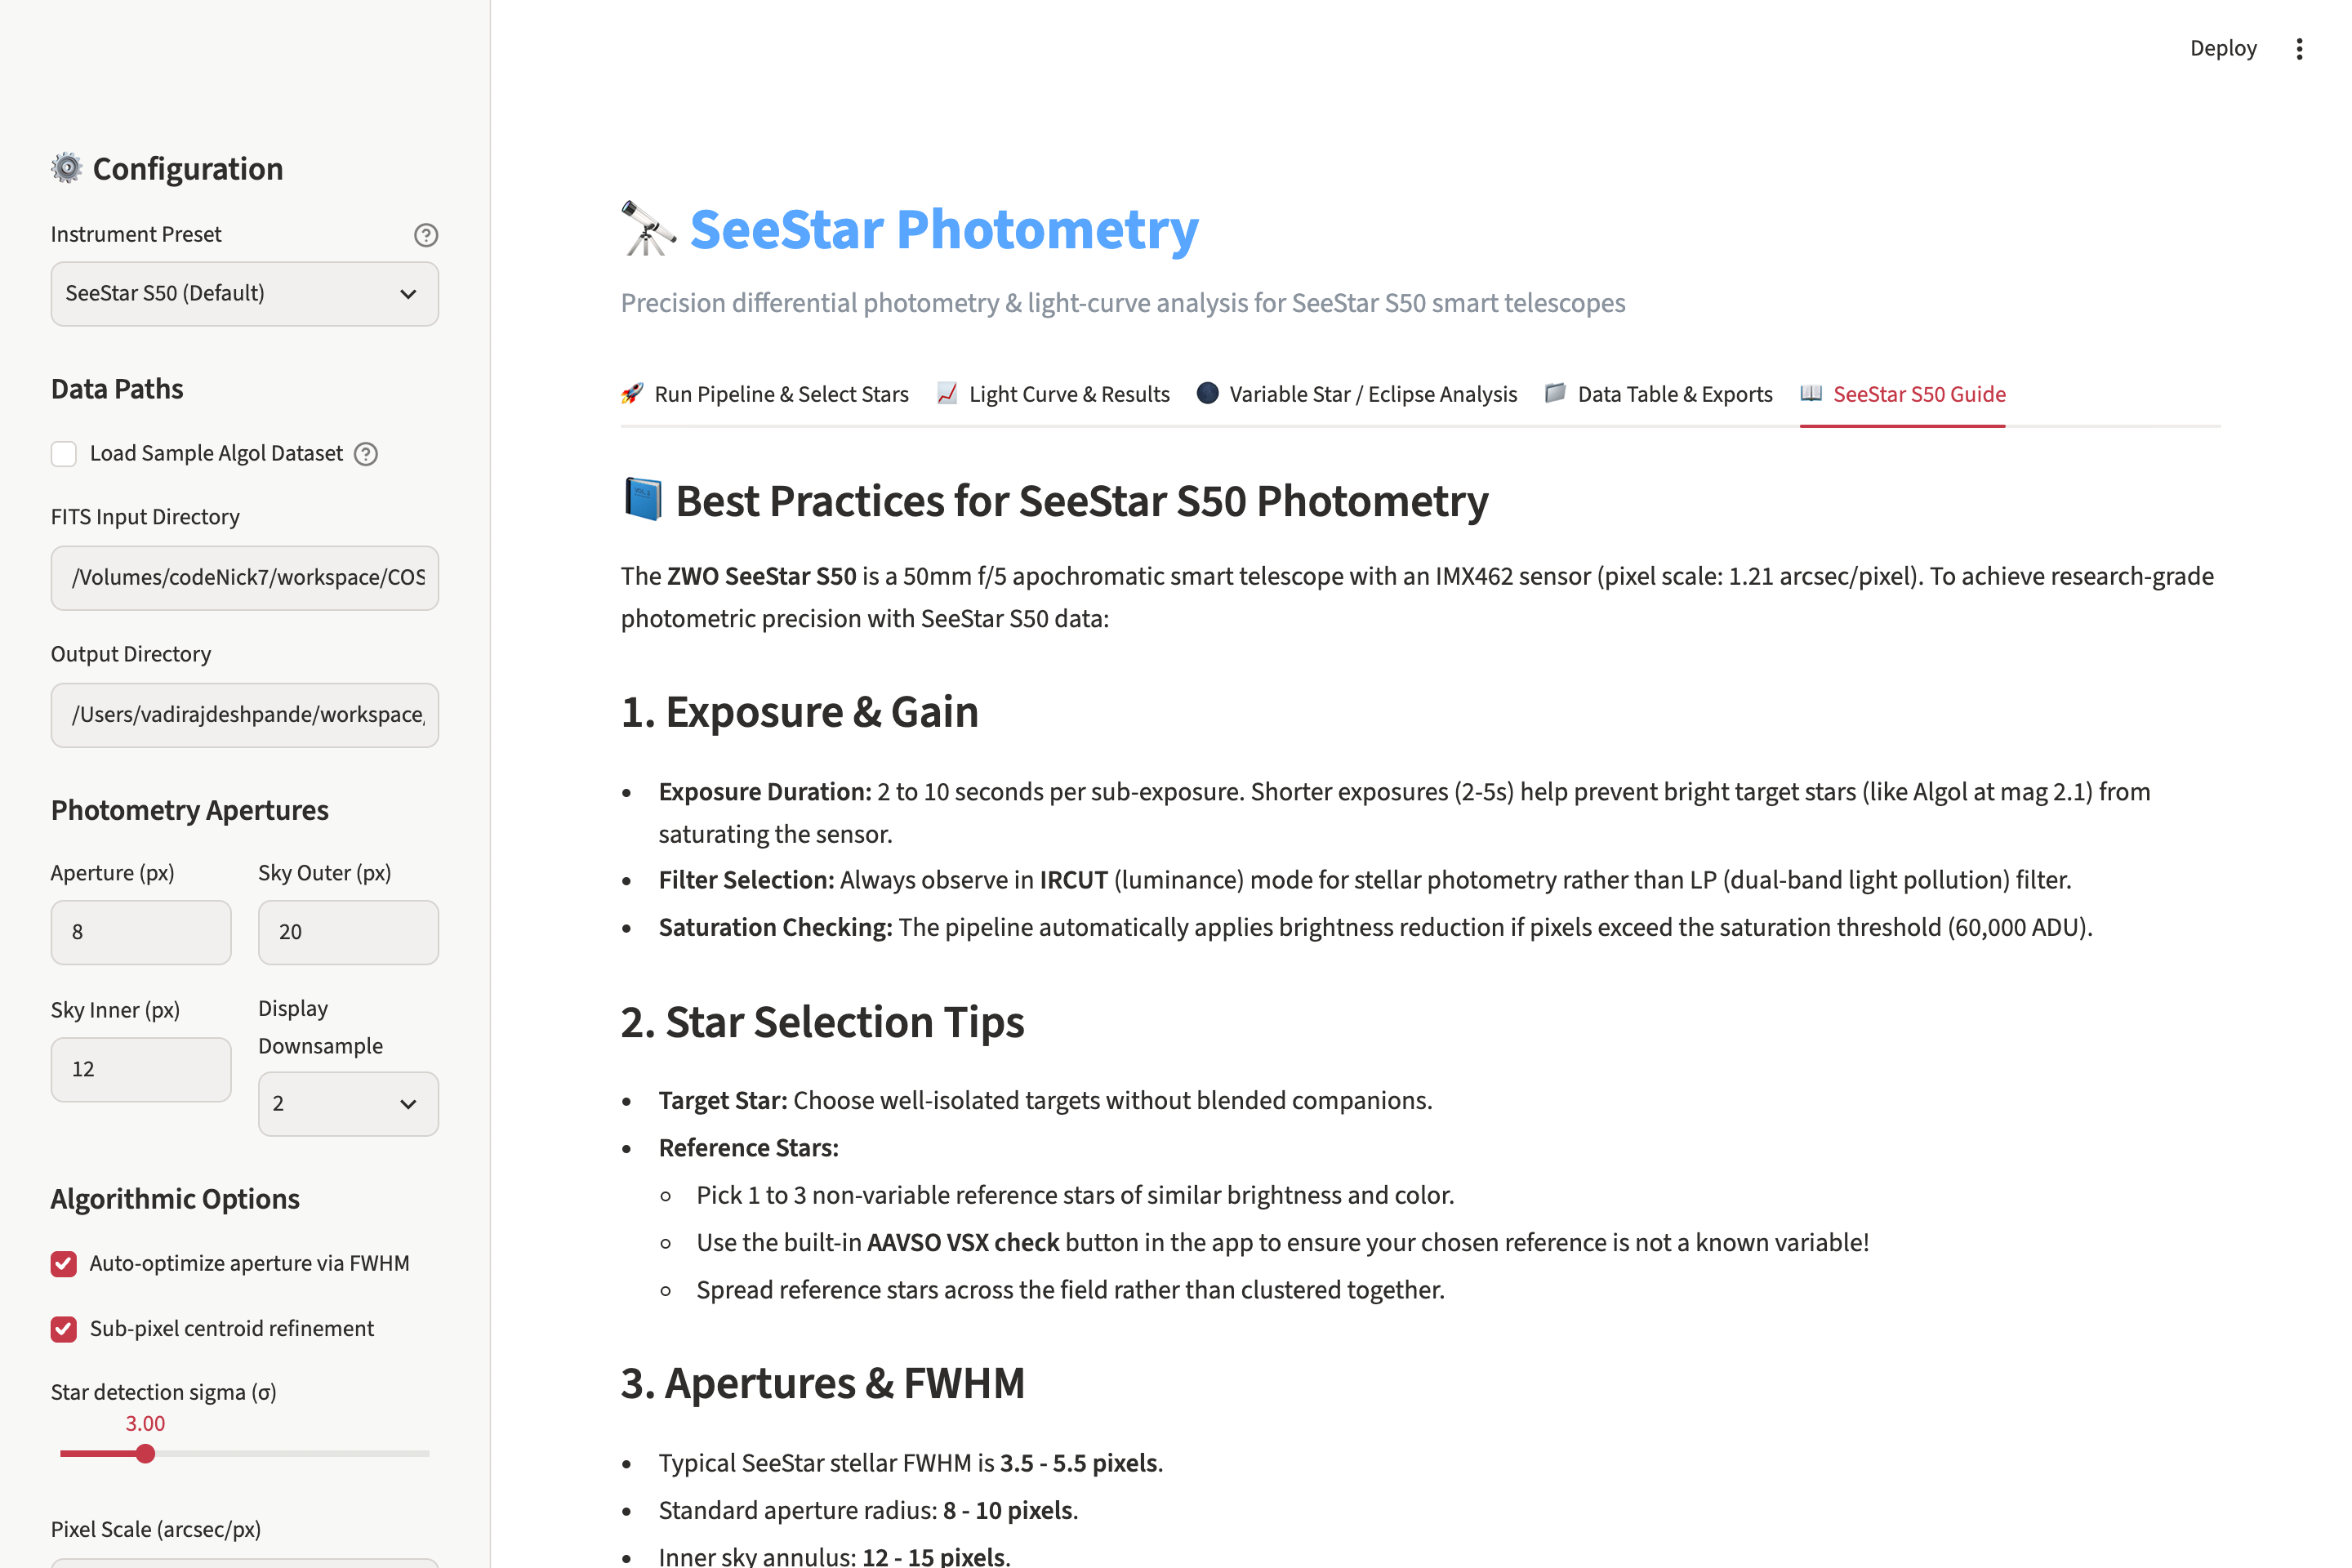 Deploy
Configuration
Instrument Preset
SeeStar S50 (Default)
Data Paths
Load Sample Algol Dataset
FITS Input Directory
/Volumes/codeNick7/workspace/COS
Output Directory
/Users/vadirajdeshpande/workspace/
Photometry Apertures
Aperture (px)
8
Sky Outer (px)
20
Sky Inner (px)
12
Display
Downsample
2
Algorithmic Options
Auto-optimize aperture via FWHM
Sub-pixel centroid refinement
Star detection sigma (σ)
3.00
Pixel Scale (arcsec/px)
SeeStar Photometry
Precision differential photometry & light-curve analysis for SeeStar S50 smart telescopes
Run Pipeline & Select Stars
Light Curve & Results
Variable Star / Eclipse Analysis
Data Table & Exports
SeeStar S50 Guide
Best Practices for SeeStar S50 Photometry
The ZWO SeeStar S50 is a 50mm f/5 apochromatic smart telescope with an IMX462 sensor (pixel scale: 1.21 arcsec/pixel). To achieve research-grade
photometric precision with SeeStar S50 data:
1. Exposure & Gain
• Exposure Duration: 2 to 10 seconds per sub-exposure. Shorter exposures (2-5s) help prevent bright target stars (like Algol at mag 2.1) from
saturating the sensor.
• Filter Selection: Always observe in IRCUT (luminance) mode for stellar photometry rather than LP (dual-band light pollution) filter.
• Saturation Checking: The pipeline automatically applies brightness reduction if pixels exceed the saturation threshold (60,000 ADU).
2. Star Selection Tips
• Target Star: Choose well-isolated targets without blended companions.
• Reference Stars:
◦ Pick 1 to 3 non-variable reference stars of similar brightness and color.
◦ Use the built-in AAVSO VSX check button in the app to ensure your chosen reference is not a known variable!
◦ Spread reference stars across the field rather than clustered together.
3. Apertures & FWHM
• Typical SeeStar stellar FWHM is 3.5 - 5.5 pixels.
• Standard aperture radius: 8 - 10 pixels.
• Inner sky annulus: 12 - 15 pixels.